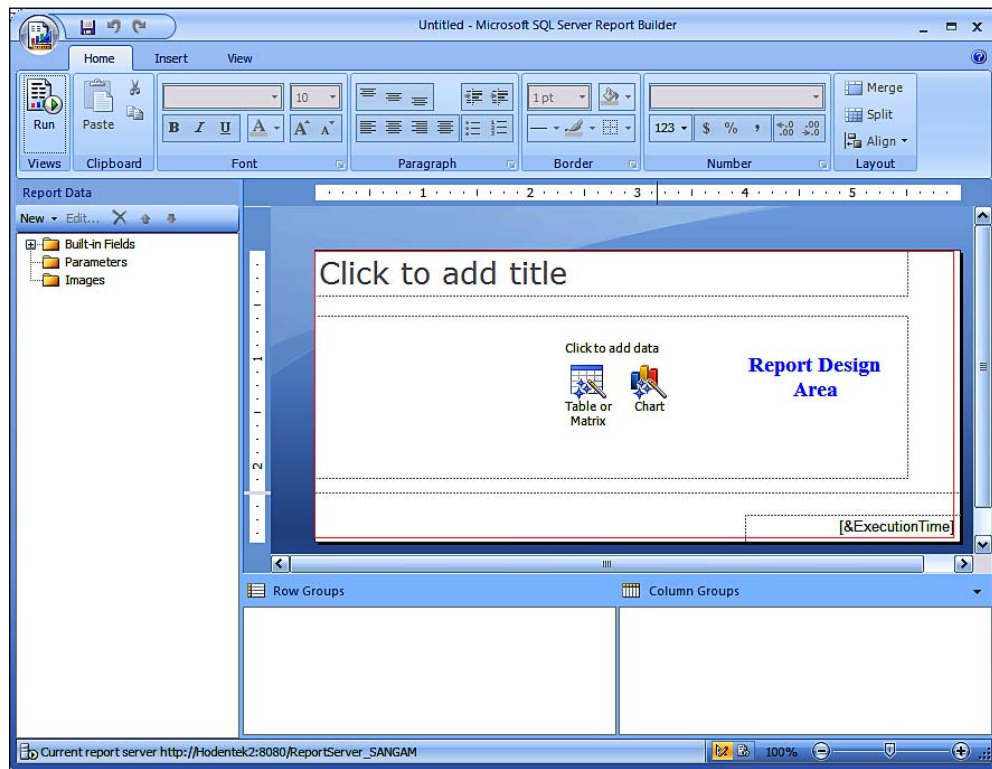 Untitled - Microsoft SQL Server Report Builder
Home Insert View
Run
Paste
10
B I U
A
A A
1 pt
123 $ % ,
Merge
Split
Align
Views Clipboard Font Paragraph Border Number Layout
Report Data
New Edit...
Built-in Fields
Parameters
Images
1 2 3 4 5
1
2
Click to add title
Click to add data
Table or
Matrix
Chart
Report Design
Area
[&ExecutionTime]
Row Groups
Column Groups
Current report server http://Hodentek2:8080/ReportServer_SANGAM
100%